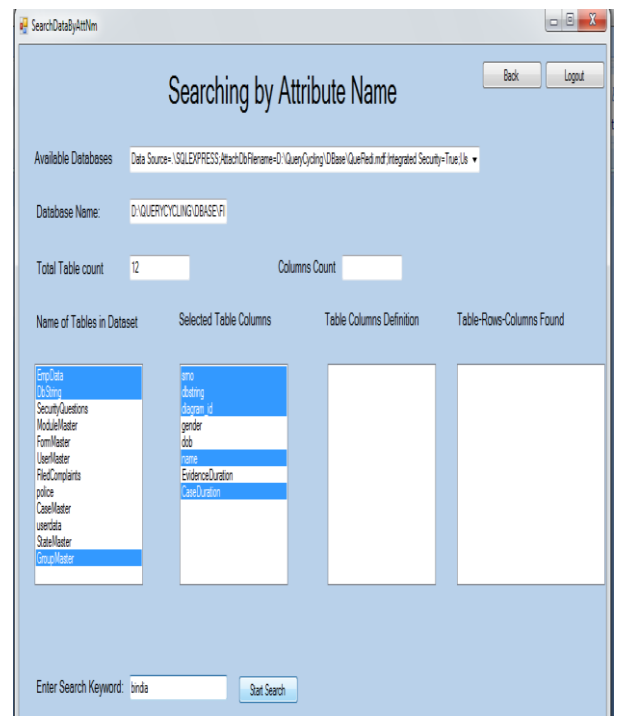 SearchDataByAttNm
Searching by Attribute Name
Back
Logout
Available Databases
Data Source=.\SQLEXPRESS;AttachDbFilename=D:\QueryCycling\DBase\QueRedi.mdf;Integrated Security=True;Us
Database Name:
D:\QUERYCYCLING\DBASE\FI
Total Table count
12
Columns Count
Name of Tables in Dataset
Selected Table Columns
Table Columns Definition
Table-Rows-Columns Found
EmpData
DbString
SecurityQuestions
ModuleMaster
FormMaster
UserMaster
FiledComplaints
police
CaseMaster
userdata
StateMaster
GroupMaster
srno
dbstring
diagram_id
gender
dob
name
EvidenceDuration
CaseDuration
Enter Search Keyword:
binda
Start Search